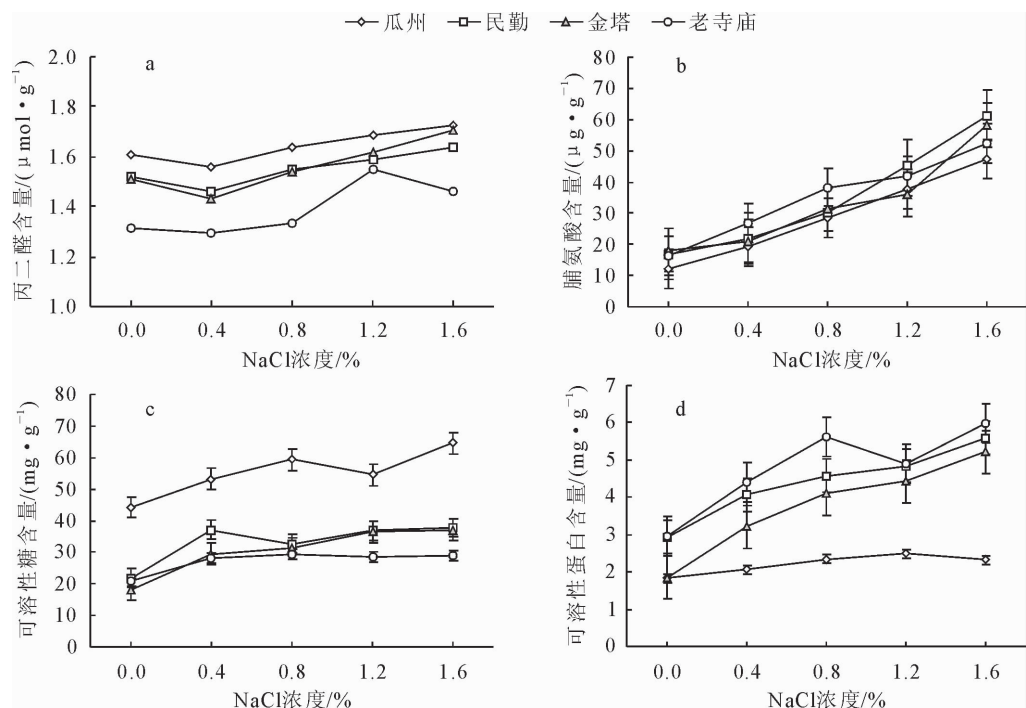 瓜州 民勤 金塔 老寺庙
a
丙二醛含量/(μmol·g⁻¹)
2.0
1.8
1.6
1.4
1.2
1.0
0.0 0.4 0.8 1.2 1.6
NaCl浓度/%
b
脯氨酸含量/(μg·g⁻¹)
80
70
60
50
40
30
20
10
0
0.0 0.4 0.8 1.2 1.6
NaCl浓度/%
c
可溶性糖含量/(mg·g⁻¹)
80
70
60
50
40
30
20
10
0
0.0 0.4 0.8 1.2 1.6
NaCl浓度/%
d
可溶性蛋白含量/(mg·g⁻¹)
7
6
5
4
3
2
1
0
0.0 0.4 0.8 1.2 1.6
NaCl浓度/%